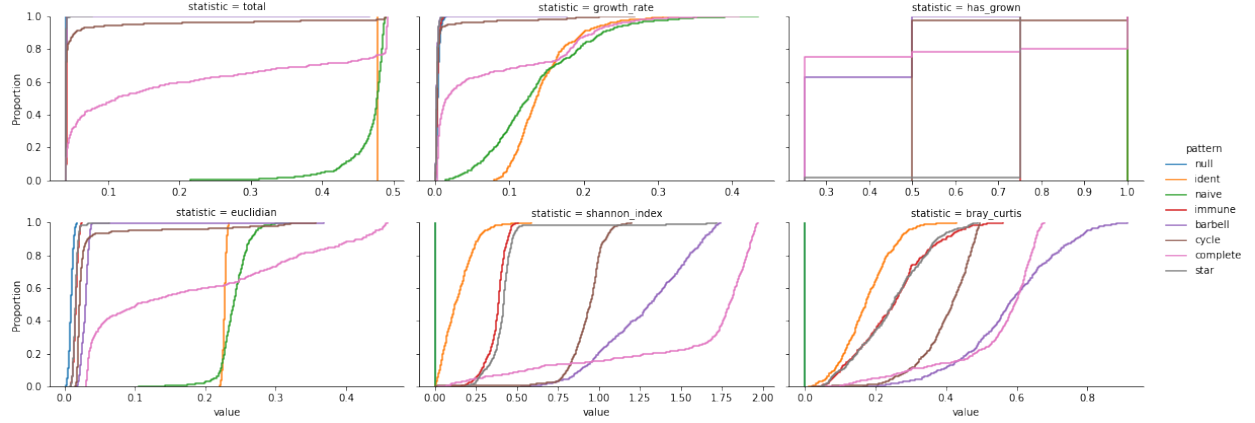 statistic = total
statistic = growth_rate
statistic = has_grown
Proportion
1.0
0.8
0.6
0.4
0.2
0.0
0.1 0.2 0.3 0.4 0.5
0.0 0.1 0.2 0.3 0.4
0.3 0.4 0.5 0.6 0.7 0.8 0.9 1.0
statistic = euclidian
statistic = shannon_index
statistic = bray_curtis
Proportion
1.0
0.8
0.6
0.4
0.2
0.0
0.0 0.1 0.2 0.3 0.4
0.00 0.25 0.50 0.75 1.00 1.25 1.50 1.75 2.00
0.0 0.2 0.4 0.6 0.8
value
value
value
pattern
null
ident
naive
immune
barbell
cycle
complete
star